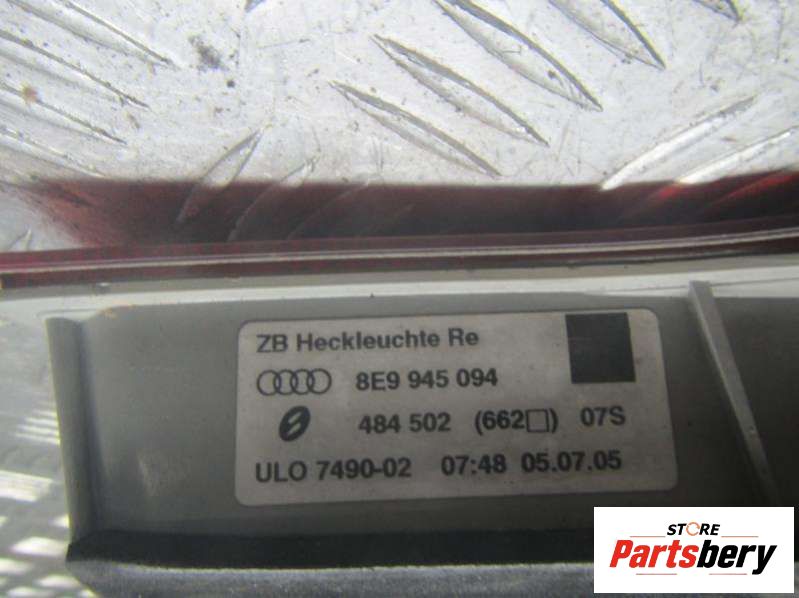 ZB Heckleuchte Re
8E9 945 094
484 502 (662□) 07S
ULO 7490-02 07:48 05.07.05
STORE
Partsbery